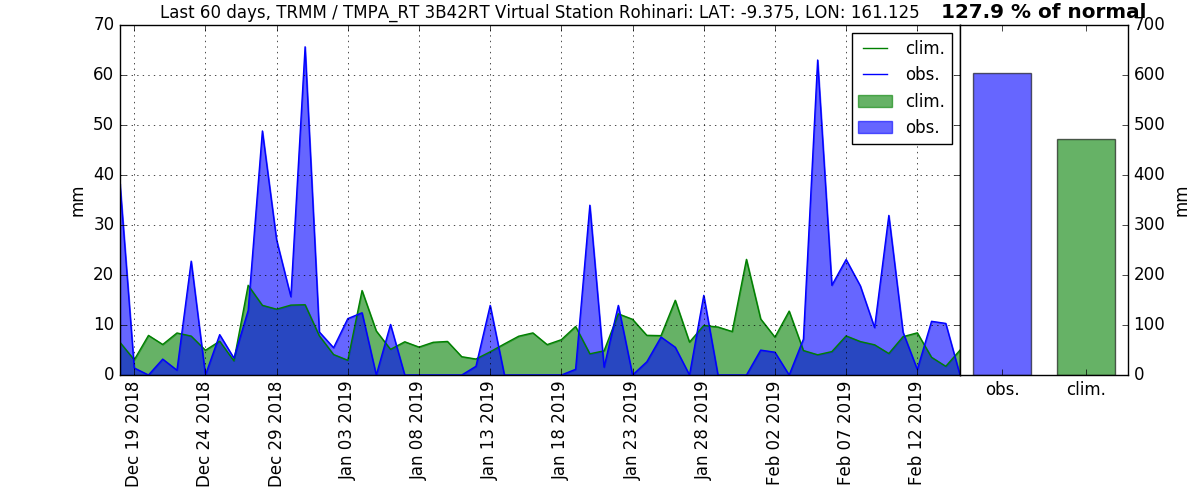 Last 60 days, TRMM / TMPA_RT 3B42RT Virtual Station Rohinari: LAT: -9.375, LON: 161.125
127.9 % of normal
70
60
50
40
30
20
10
0
mm
clim.
obs.
clim.
obs.
Dec 19 2018
Dec 24 2018
Dec 29 2018
Jan 03 2019
Jan 08 2019
Jan 13 2019
Jan 18 2019
Jan 23 2019
Jan 28 2019
Feb 02 2019
Feb 07 2019
Feb 12 2019
700
600
500
400
300
200
100
0
mm
obs.
clim.